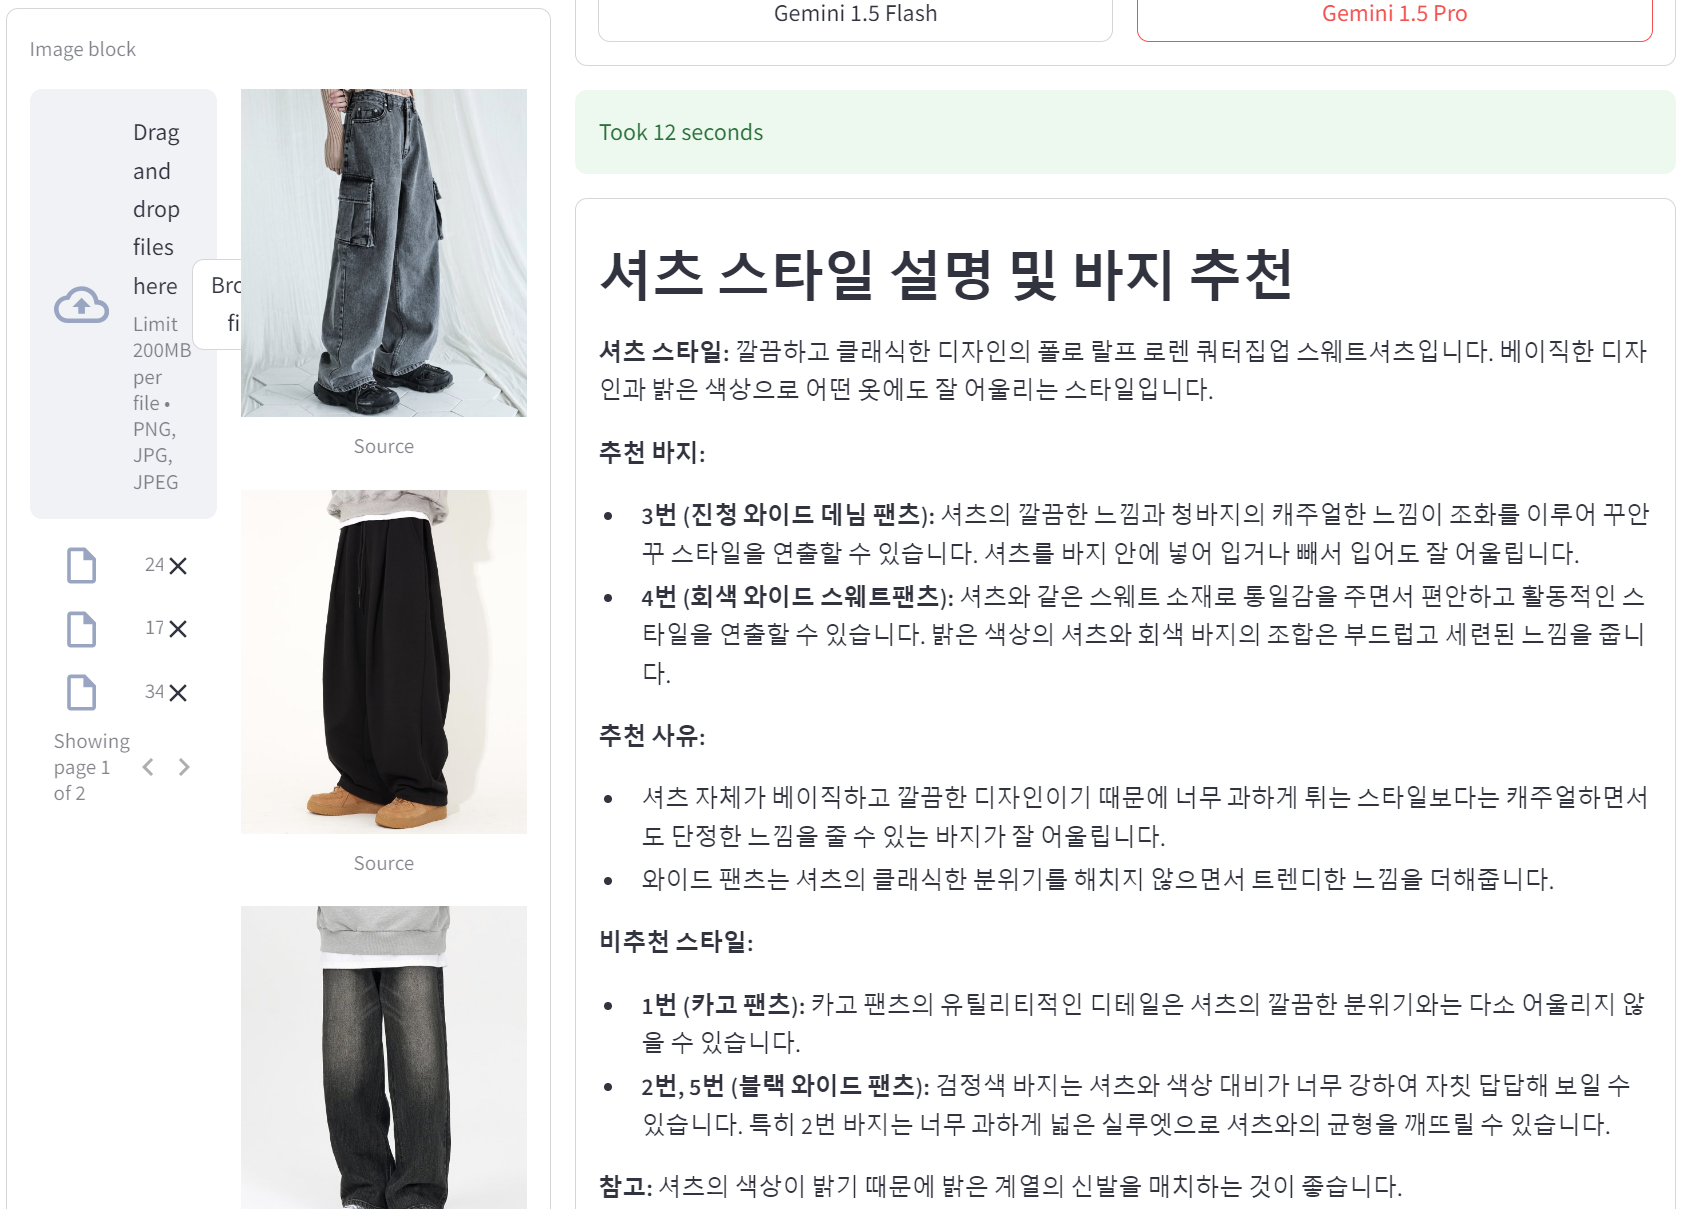 Image block
Drag
and
drop
files
here
Limit
200MB
per
file •
PNG,
JPG,
JPEG
24
17
34
Showing
page 1
of 2
Source
Source
Gemini 1.5 Flash
Gemini 1.5 Pro
Took 12 seconds
셔츠 스타일 설명 및 바지 추천
셔츠 스타일: 깔끔하고 클래식한 디자인의 폴로 랄프 로렌 쿼터집업 스웨트셔츠입니다. 베이직한 디자
인과 밝은 색상으로 어떤 옷에도 잘 어울리는 스타일입니다.
추천 바지:
• 3번 (진청 와이드 데님 팬츠): 셔츠의 깔끔한 느낌과 청바지의 캐주얼한 느낌이 조화를 이루어 꾸안
꾸 스타일을 연출할 수 있습니다. 셔츠를 바지 안에 넣어 입거나 빼서 입어도 잘 어울립니다.
• 4번 (회색 와이드 스웨트팬츠): 셔츠와 같은 스웨트 소재로 통일감을 주면서 편안하고 활동적인 스
타일을 연출할 수 있습니다. 밝은 색상의 셔츠와 회색 바지의 조합은 부드럽고 세련된 느낌을 줍니
다.
추천 사유:
• 셔츠 자체가 베이직하고 깔끔한 디자인이기 때문에 너무 과하게 튀는 스타일보다는 캐주얼하면서
도 단정한 느낌을 줄 수 있는 바지가 잘 어울립니다.
• 와이드 팬츠는 셔츠의 클래식한 분위기를 해치지 않으면서 트렌디한 느낌을 더해줍니다.
비추천 스타일:
• 1번 (카고 팬츠): 카고 팬츠의 유틸리티적인 디테일은 셔츠의 깔끔한 분위기와는 다소 어울리지 않
을 수 있습니다.
• 2번, 5번 (블랙 와이드 팬츠): 검정색 바지는 셔츠와 색상 대비가 너무 강하여 자칫 답답해 보일 수
있습니다. 특히 2번 바지는 너무 과하게 넓은 실루엣으로 셔츠와의 균형을 깨뜨릴 수 있습니다.
참고: 셔츠의 색상이 밝기 때문에 밝은 계열의 신발을 매치하는 것이 좋습니다.